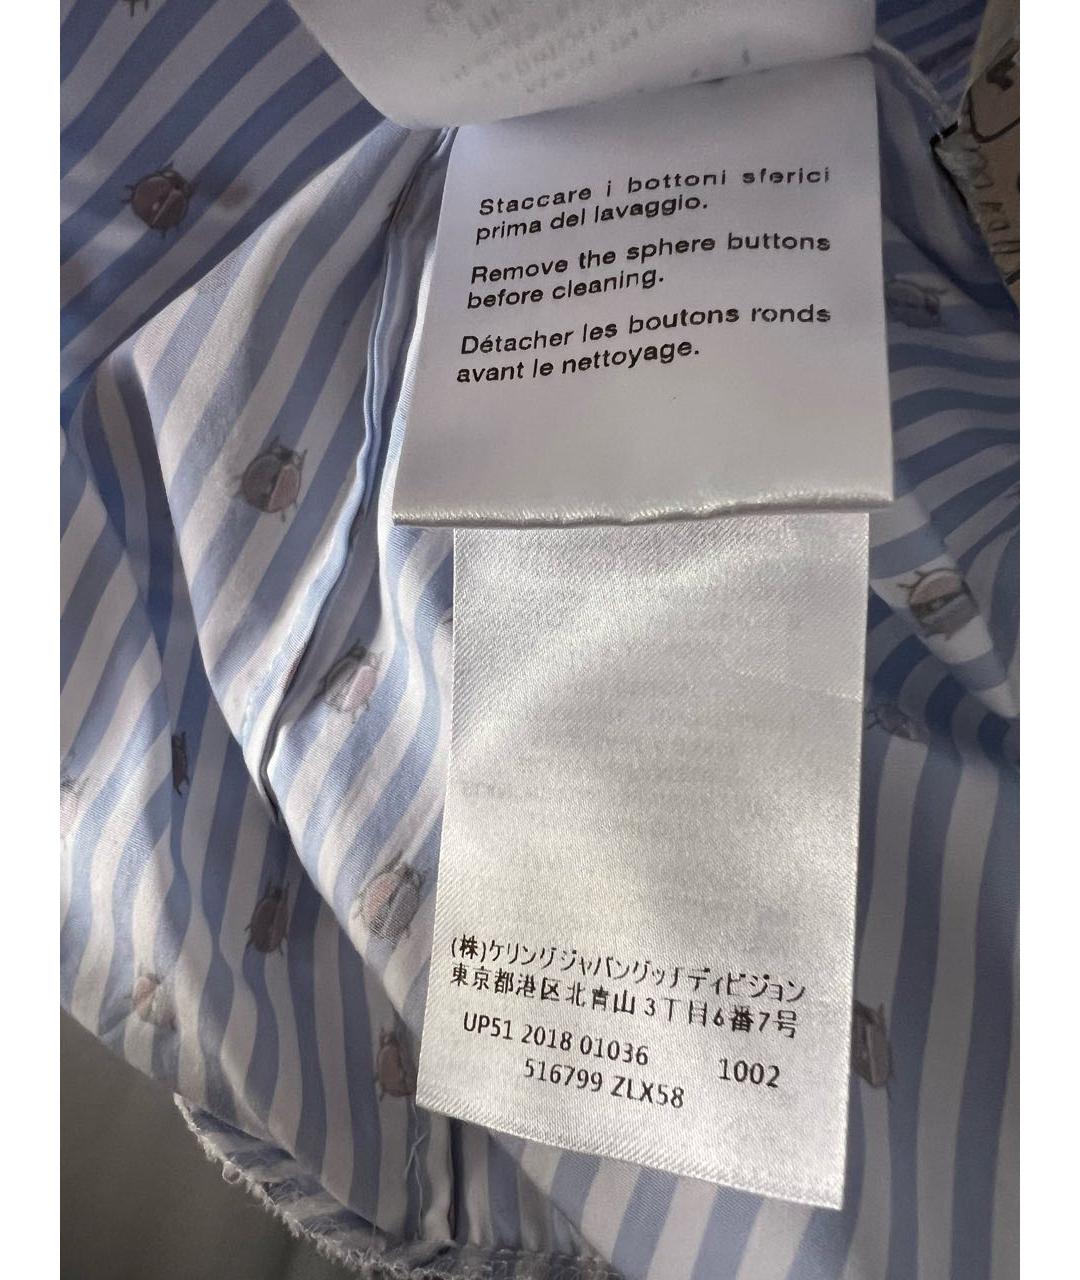 Staccare i bottoni sferici
prima del lavaggio.
Remove the sphere buttons
before cleaning.
Détacher les boutons ronds
avant le nettoyage.
(株)ケリングジャパングッチディビジョン
東京都港区北青山3丁目6番7号
UP51 2018 01036 1002
516799 ZLX58